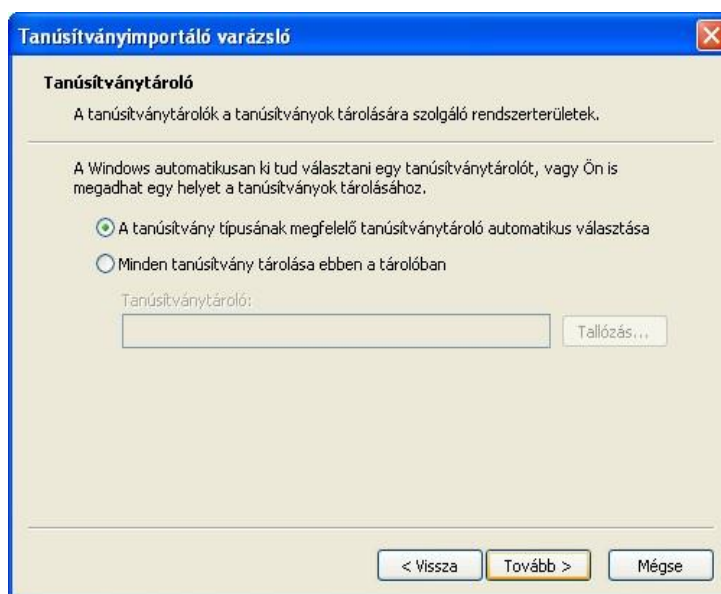 Tanúsítványimportáló varázsló
Tanúsítványtároló
A tanúsítványtárolók a tanúsítványok tárolására szolgáló rendszerterületek.
A Windows automatikusan ki tud választani egy tanúsítványtárolót, vagy Ön is
megadhat egy helyet a tanúsítványok tárolásához.
A tanúsítvány típusának megfelelő tanúsítványtároló automatikus választása
Minden tanúsítvány tárolása ebben a tárolóban
Tanúsítványtároló:
Tallózás...
< Vissza
Tovább >
Mégse